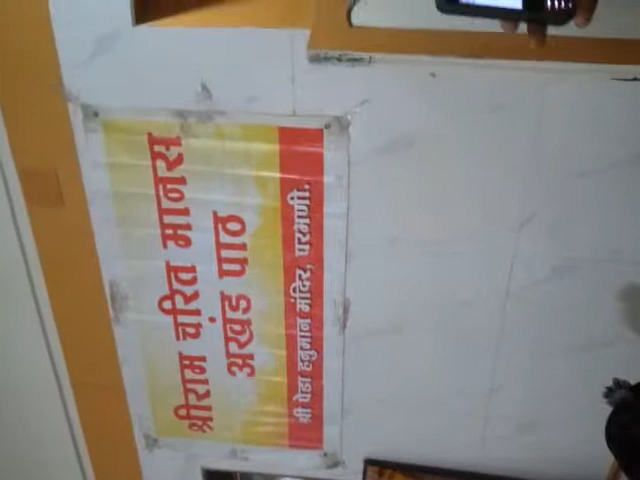 श्रीराम चरित मानस
अखंड पाठ
श्री पेडा हनुमान मंदिर, परभणी.